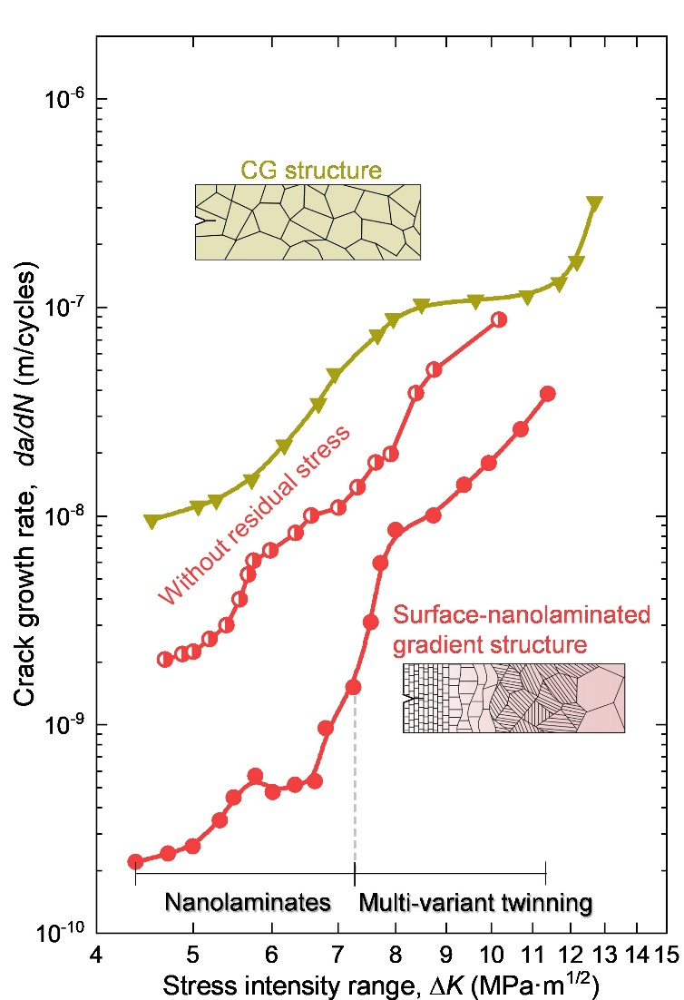 10⁻⁶
CG structure
10⁻⁷
Without residual stress
10⁻⁸
Surface-nanolaminated
gradient structure
10⁻⁹
Nanolaminates
Multi-variant twinning
10⁻¹⁰
4 5 6 7 8 9 10 11 12 13 14 15
Crack growth rate, da/dN (m/cycles)
Stress intensity range, ΔK (MPa·m¹ᐟ²)